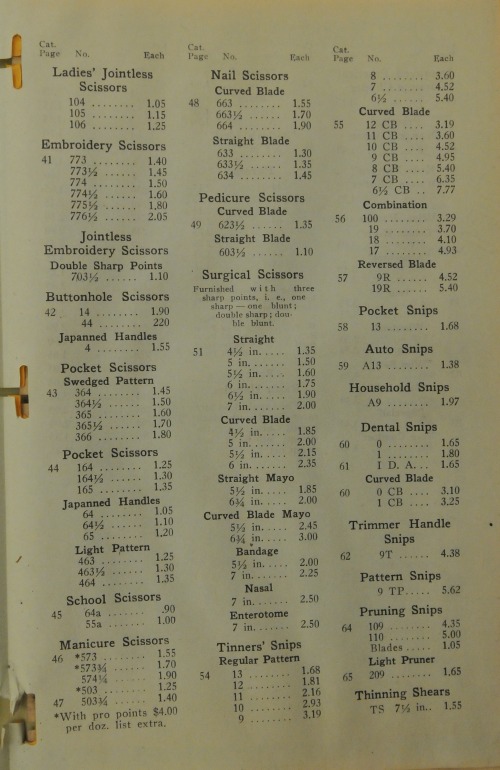 Cat.
Page No. Each
Ladies' Jointless
Scissors
104 ........ 1.05
105 ........ 1.15
106 ........ 1.25
Embroidery Scissors
41 773 ........ 1.40
773½ ...... 1.45
774 ........ 1.50
774½ ...... 1.60
775½ ...... 1.80
776½ ...... 2.05
Jointless
Embroidery Scissors
Double Sharp Points
703½ ...... 1.10
Buttonhole Scissors
42 14 ........ 1.90
44 ........ 220
Japanned Handles
4 ........ 1.55
Pocket Scissors
Swedged Pattern
43 364 ........ 1.45
364½ ...... 1.50
365 ........ 1.60
365½ ...... 1.70
366 ........ 1.80
Pocket Scissors
44 164 ........ 1.25
164½ ...... 1.30
165 ........ 1.35
Japanned Handles
64 ........ 1.05
64½ ...... 1.10
65 ........ 1.20
Light Pattern
463 ........ 1.25
463½ ...... 1.30
464 ........ 1.35
School Scissors
45 64a ....... .90
55a ....... 1.00
Manicure Scissors
46 *573 ........ 1.55
*573¾ ...... 1.70
574¼ ...... 1.90
*503 ........ 1.25
47 503½ ...... 1.40
*With pro points $4.00
per doz. list extra.
Cat.
Page No. Each
Nail Scissors
Curved Blade
48 663 ........ 1.55
663½ ...... 1.70
664 ........ 1.90
Straight Blade
633 ........ 1.30
633½ ...... 1.35
634 ........ 1.45
Pedicure Scissors
Curved Blade
49 623½ ...... 1.35
Straight Blade
603½ ...... 1.10
Surgical Scissors
Furnished with three
sharp points, i. e., one
sharp — one blunt;
double sharp; dou-
ble blunt.
Straight
51 4½ in..... 1.35
5 in..... 1.50
5½ in..... 1.60
6 in..... 1.75
6½ in..... 1.90
7 in..... 2.00
Curved Blade
4½ in..... 1.85
5 in..... 2.00
5½ in..... 2.15
6 in..... 2.35
Straight Mayo
5½ in..... 1.85
6¾ in..... 2.00
Curved Blade Mayo
5½ in..... 2.45
6¾ in..... 3.00
Bandage
5½ in..... 2.00
7 in...... 2.25
Nasal
7 in...... 2.50
Enterotome
7 in...... 2.50
Tinners' Snips
Regular Pattern
54 13 ........ 1.68
12 ........ 1.81
11 ........ 2.16
10 ........ 2.93
9 ........ 3.19
Cat.
Page No. Each
8 ........ 3.60
7 ........ 4.52
6½ ...... 5.40
Curved Blade
55 12 CB .... 3.19
11 CB .... 3.60
10 CB .... 4.52
9 CB .... 4.95
8 CB .... 5.40
7 CB .... 6.35
6½ CB .. 7.77
Combination
56 100 ........ 3.29
19 ........ 3.70
18 ........ 4.10
17 ........ 4.93
Reversed Blade
57 9R ...... 4.52
19R ...... 5.40
Pocket Snips
58 13 ........ 1.68
Auto Snips
59 A13 ........ 1.38
Household Snips
A9 ........ 1.97
Dental Snips
60 0 ........ 1.65
1 ........ 1.80
61 1 D. A... 1.65
Curved Blade
60 0 CB .... 3.10
1 CB .... 3.25
Trimmer Handle
Snips
62 9T ...... 4.38
Pattern Snips
9 TP ..... 5.62
Pruning Snips
64 109 ........ 4.35
110 ........ 5.00
Blades ..... 1.05
Light Pruner
65 209 ........ 1.65
Thinning Shears
TS 7½ in.. 1.55